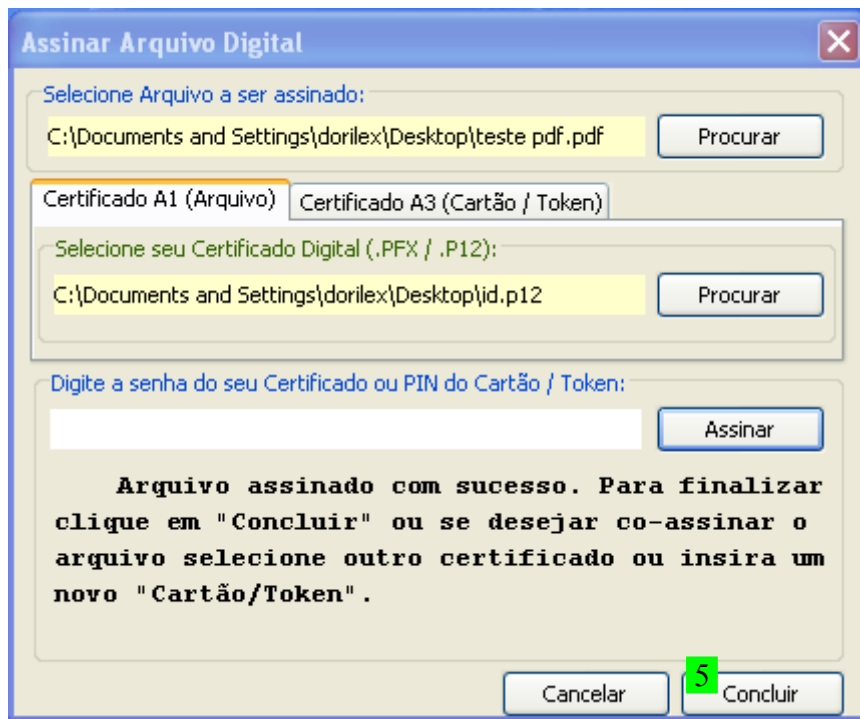 Assinar Arquivo Digital
Selecione Arquivo a ser assinado:
C:\Documents and Settings\dorilex\Desktop\teste pdf.pdf
Procurar
Certificado A1 (Arquivo)
Certificado A3 (Cartão / Token)
Selecione seu Certificado Digital (.PFX / .P12):
C:\Documents and Settings\dorilex\Desktop\id.p12
Procurar
Digite a senha do seu Certificado ou PIN do Cartão / Token:
Assinar
Arquivo assinado com sucesso. Para finalizar
clique em "Concluir" ou se desejar co-assinar o
arquivo selecione outro certificado ou insira um
novo "Cartão/Token".
Cancelar
5
Concluir